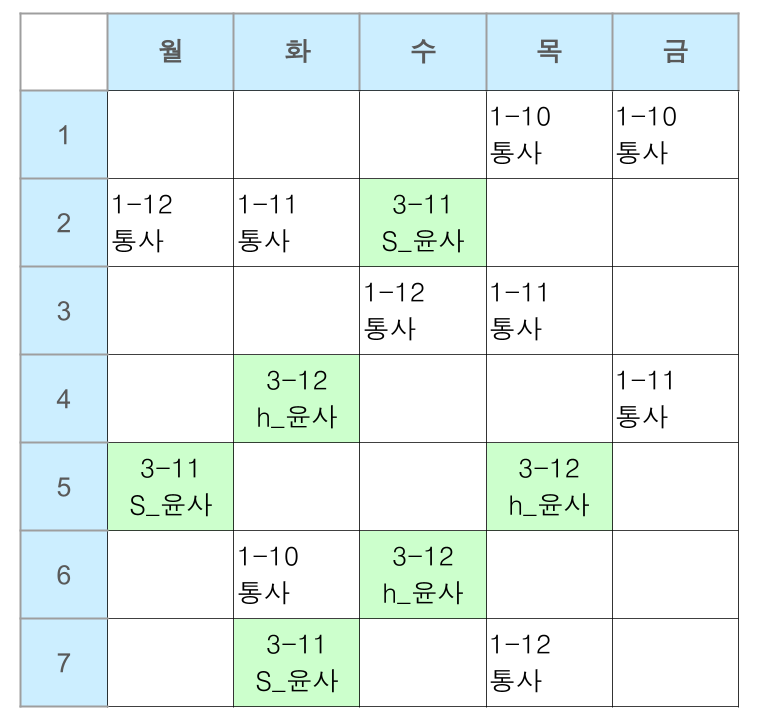 월 화 수 목 금
1 1-10 1-10
통사 통사
2 1-12 1-11 3-11
통사 통사 S_윤사
3 1-12 1-11
통사 통사
4 3-12 1-11
h_윤사 통사
5 3-11 3-12
S_윤사 h_윤사
6 1-10 3-12
통사 h_윤사
7 3-11 1-12
S_윤사 통사